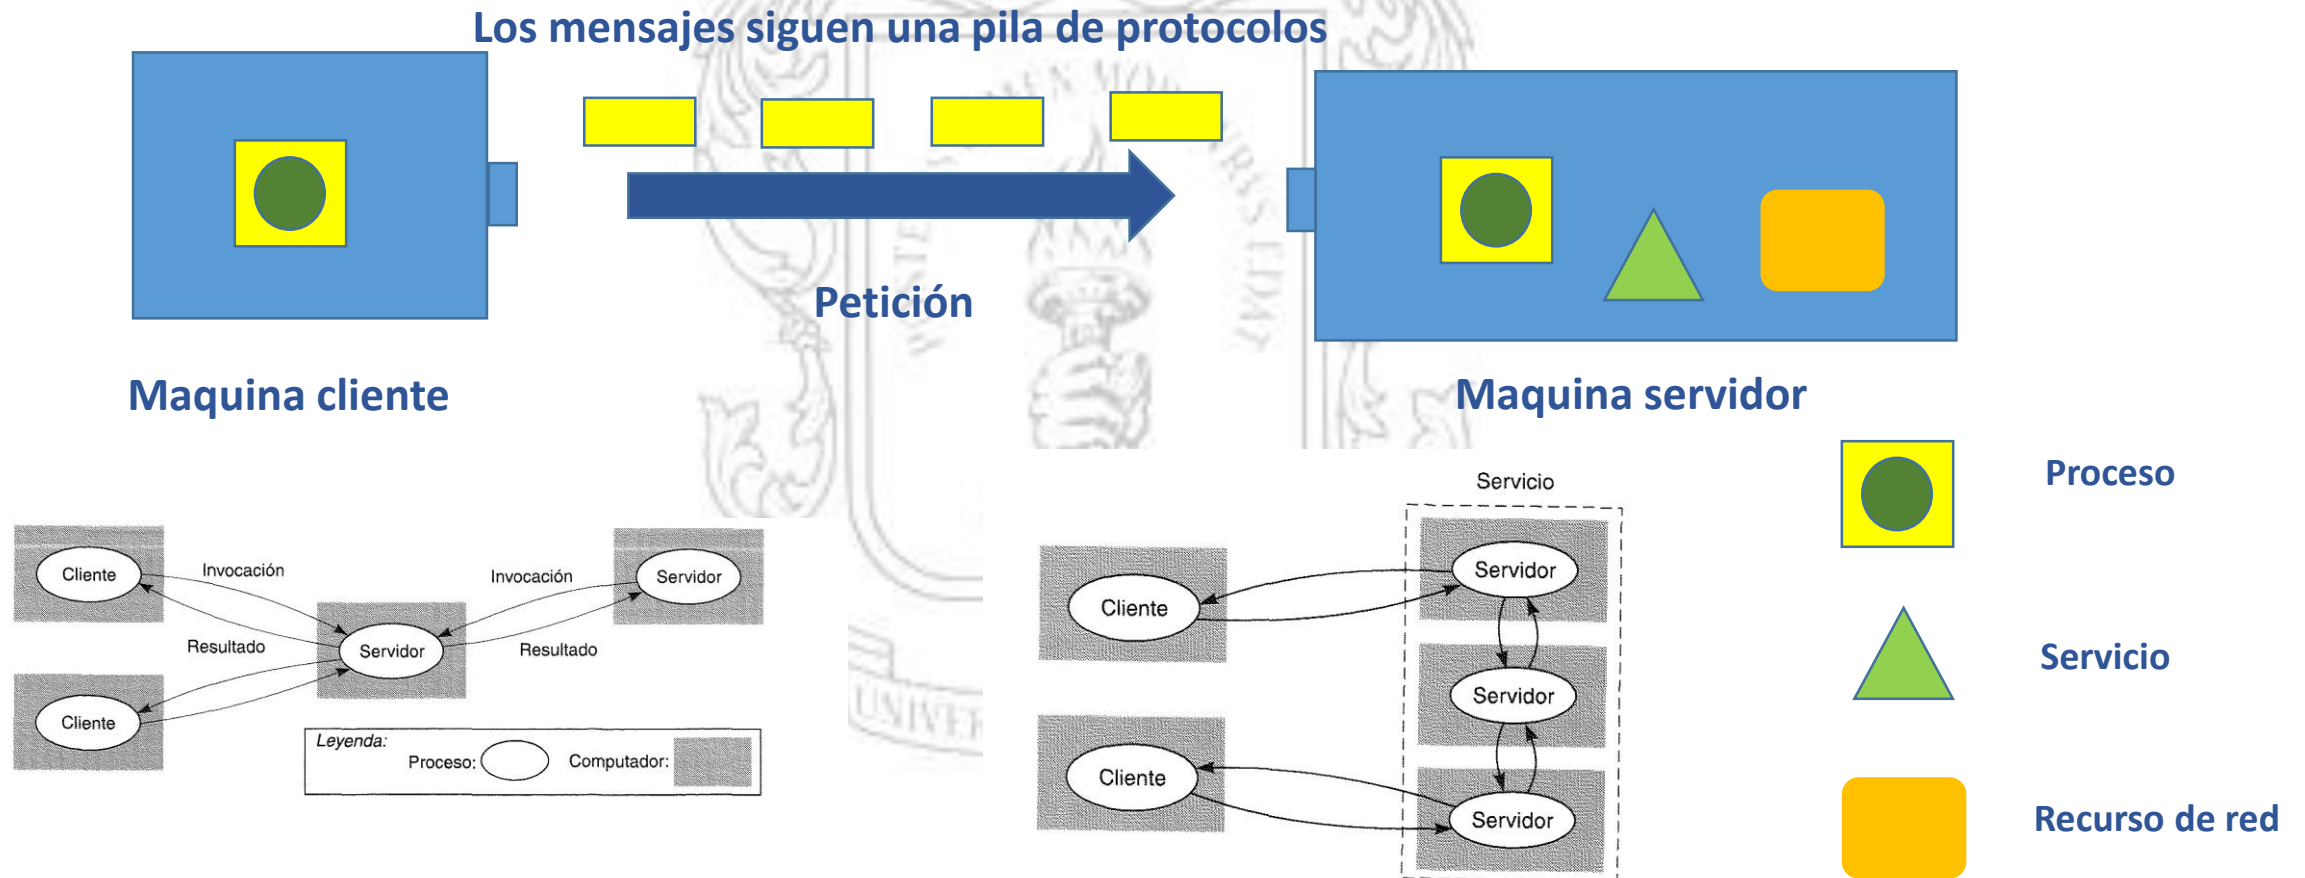 Los mensajes siguen una pila de protocolos
Petición
Maquina cliente
Maquina servidor
Proceso
Servicio
Recurso de red
Cliente
Invocación
Invocación
Servidor
Resultado
Servidor
Resultado
Cliente
Leyenda:
Proceso:
Computador:
Servicio
Servidor
Cliente
Servidor
Cliente
Servidor